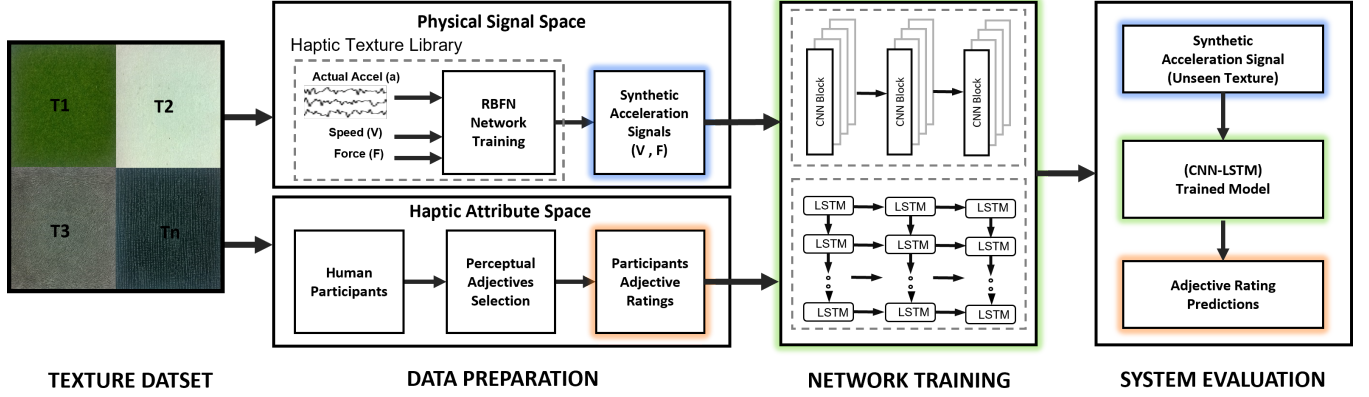 T1
T2
T3
Tn
Physical Signal Space
Haptic Texture Library
Actual Accel (a)
Speed (V)
Force (F)
RBFN
Network
Training
Synthetic
Acceleration
Signals
(V , F)
Haptic Attribute Space
Human
Participants
Perceptual
Adjectives
Selection
Participants
Adjective
Ratings
CNN Block
CNN Block
CNN Block
LSTM
LSTM
LSTM
LSTM
LSTM
LSTM
LSTM
LSTM
LSTM
Synthetic
Acceleration Signal
(Unseen Texture)
(CNN-LSTM)
Trained Model
Adjective Rating
Predictions
TEXTURE DATSET
DATA PREPARATION
NETWORK TRAINING
SYSTEM EVALUATION